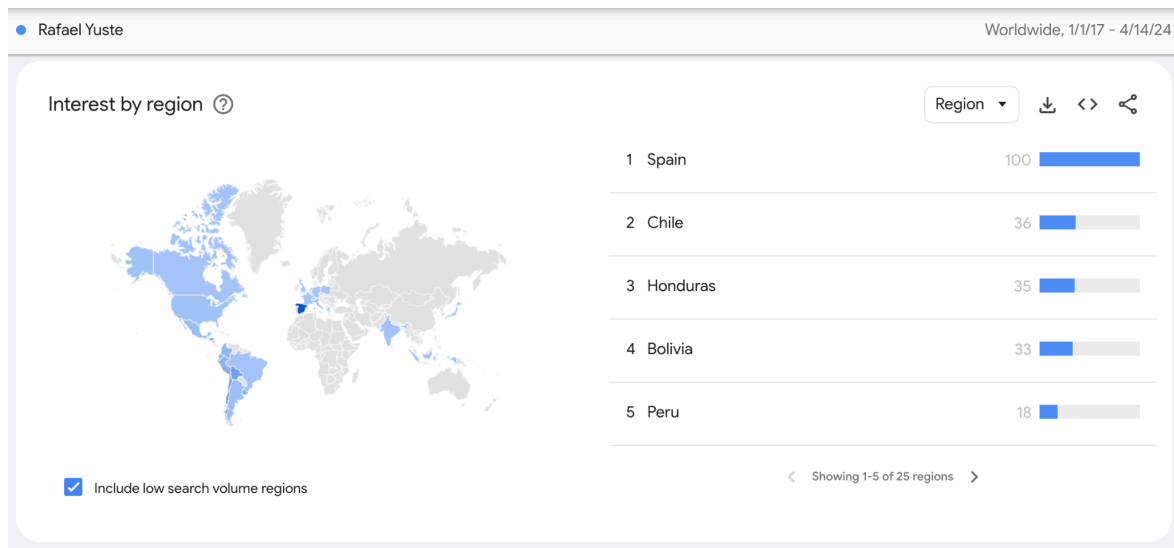 Rafael Yuste Worldwide, 1/1/17 - 4/14/24
Interest by region ?
Region
1 Spain 100
2 Chile 36
3 Honduras 35
4 Bolivia 33
5 Peru 18
Showing 1-5 of 25 regions
Include low search volume regions